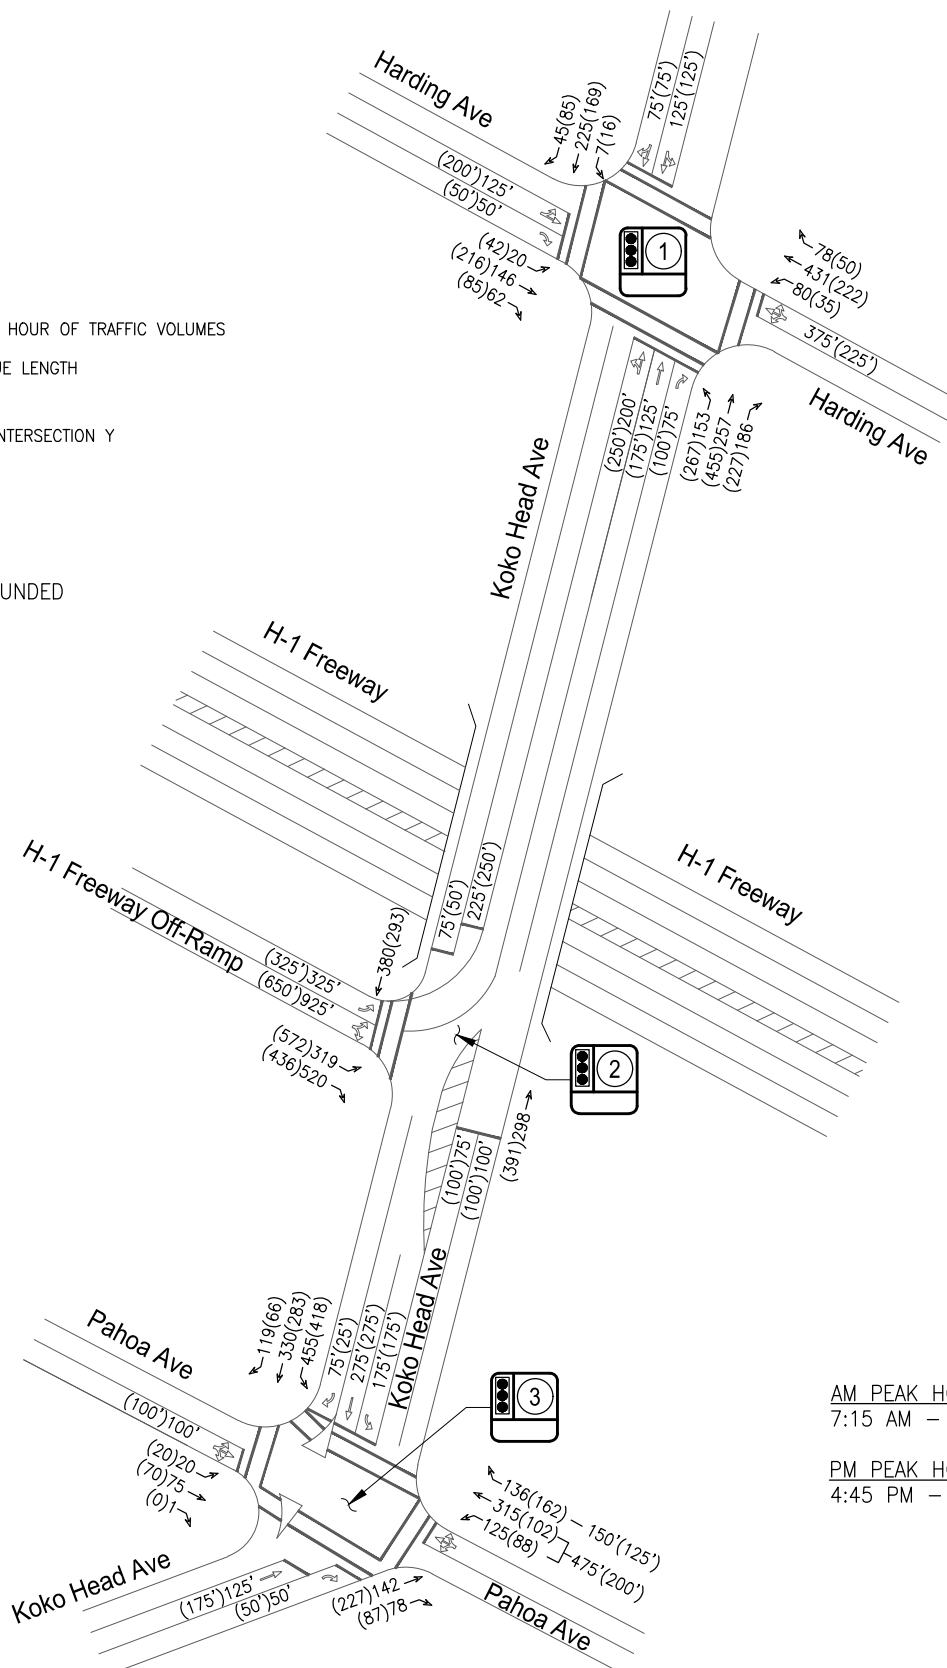 Harding Ave
45(85)
225(169)
7(16)
75'(75')
125'(125')
(200')125'
(50')50'
(42)20
(216)146
(85)62
1
78(50)
431(222)
80(35)
375'(225')
Harding Ave
HOUR OF TRAFFIC VOLUMES
UE LENGTH
NTERSECTION Y
UNDED
(250')200'
(175')125'
(100')75'
(267)153
(455)257
(227)186
Koko Head Ave
H-1 Freeway
H-1 Freeway
H-1 Freeway Off-Ramp
75'(50')
225'(250')
380(293)
(325')325'
(650')925'
(572)319
(436)520
2
(100')75'
(100')100'
(391)298
Koko Head Ave
Pahoa Ave
119(66)
330(283)
455(418)
75'(25')
275'(275')
175'(175')
3
(100')100'
(20)20
(70)75
(0)1
136(162) – 150'(125')
315(102)
125(88)
475'(200')
Koko Head Ave
(175')125'
(50')50'
(227)142
(87)78
Pahoa Ave
AM PEAK H
7:15 AM –
PM PEAK H
4:45 PM –